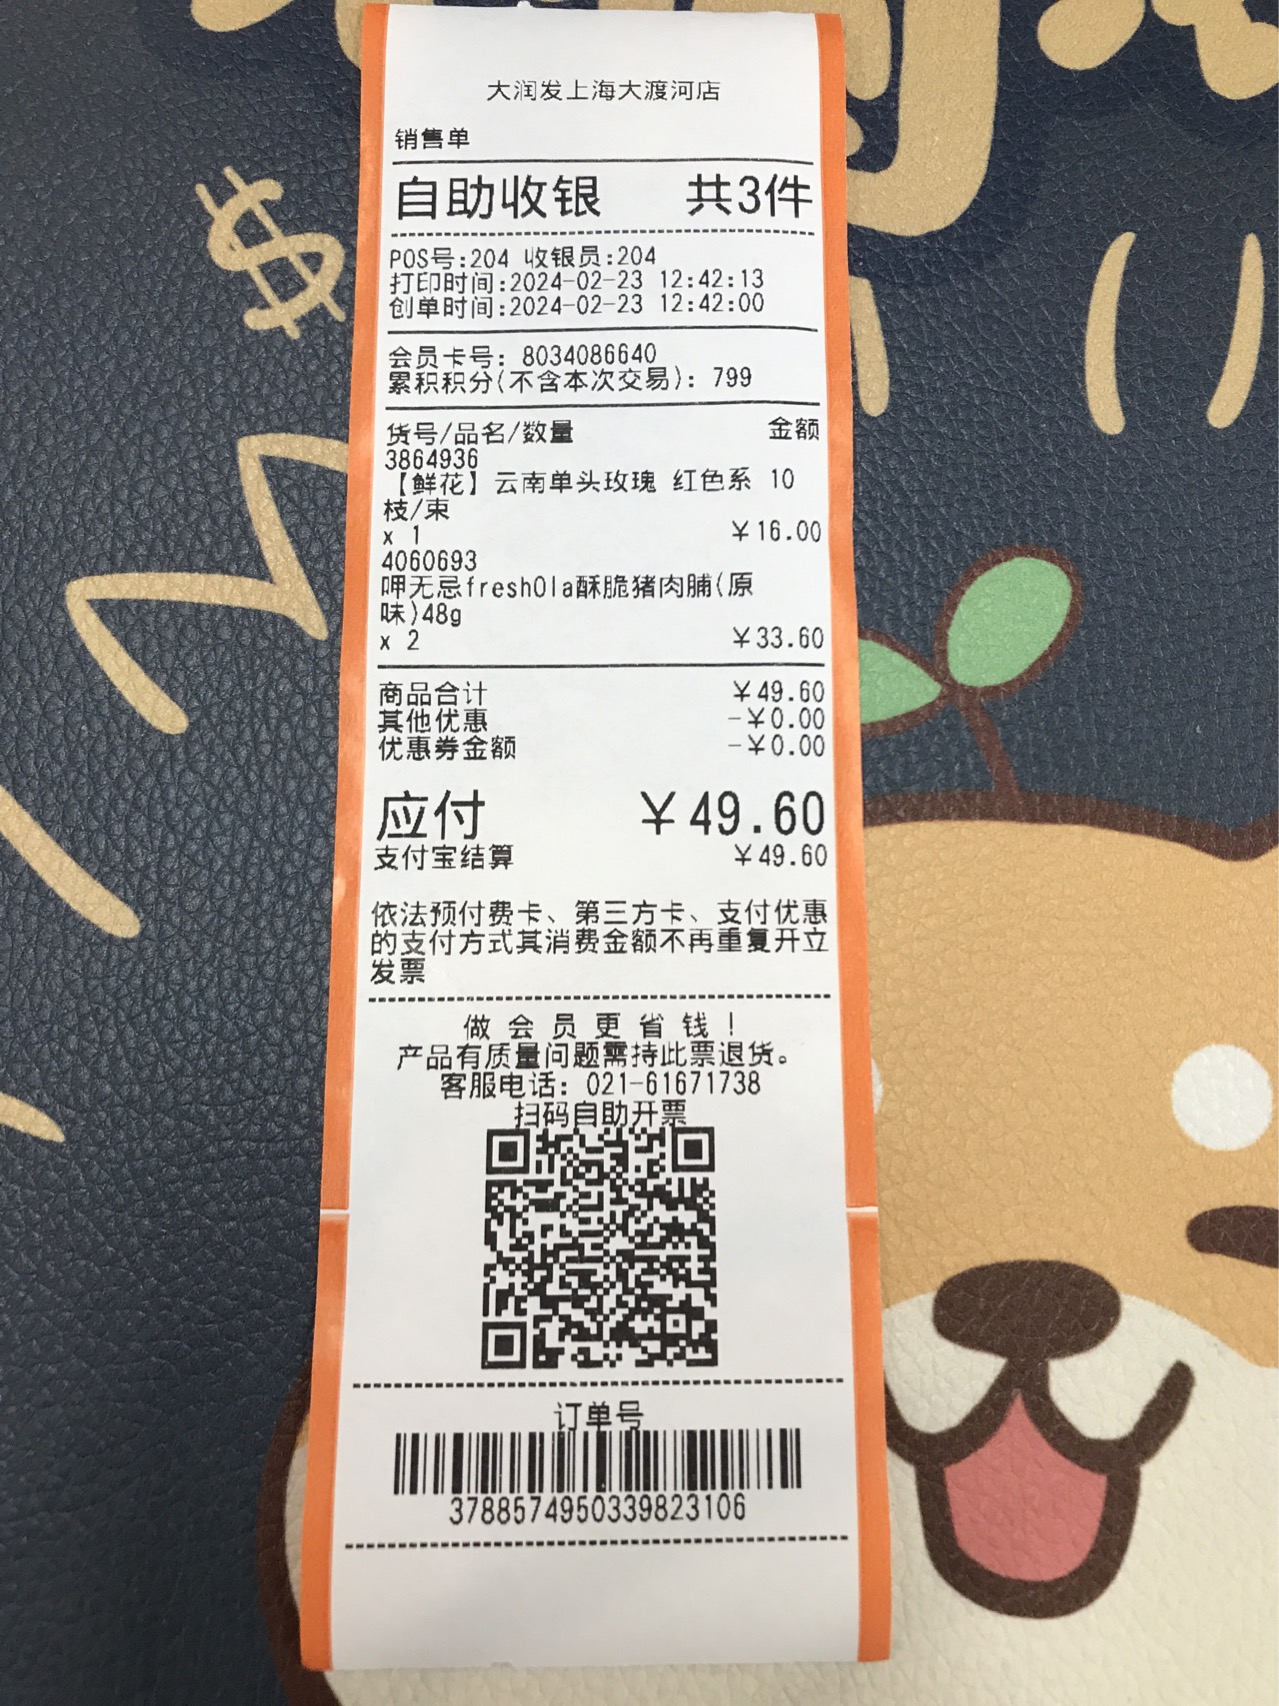 大润发上海大渡河店
销售单
自助收银 共3件
POS号:204 收银员:204
打印时间:2024-02-23 12:42:13
创单时间:2024-02-23 12:42:00
会员卡号: 8034086640
累积积分(不含本次交易): 799
货号/品名/数量 金额
3864936
【鲜花】云南单头玫瑰 红色系 10
枝/束
x 1 ￥16.00
4060693
呷无忌freshOla酥脆猪肉脯(原
味)48g
x 2 ￥33.60
商品合计 ￥49.60
其他优惠 -￥0.00
优惠券金额 -￥0.00
应付 ￥49.60
支付宝结算 ￥49.60
依法预付费卡、第三方卡、支付优惠
的支付方式其消费金额不再重复开立
发票
做会员更省钱!
产品有质量问题需持此票退货。
客服电话: 021-61671738
扫码自助开票
订单号
3788574950339823106
$